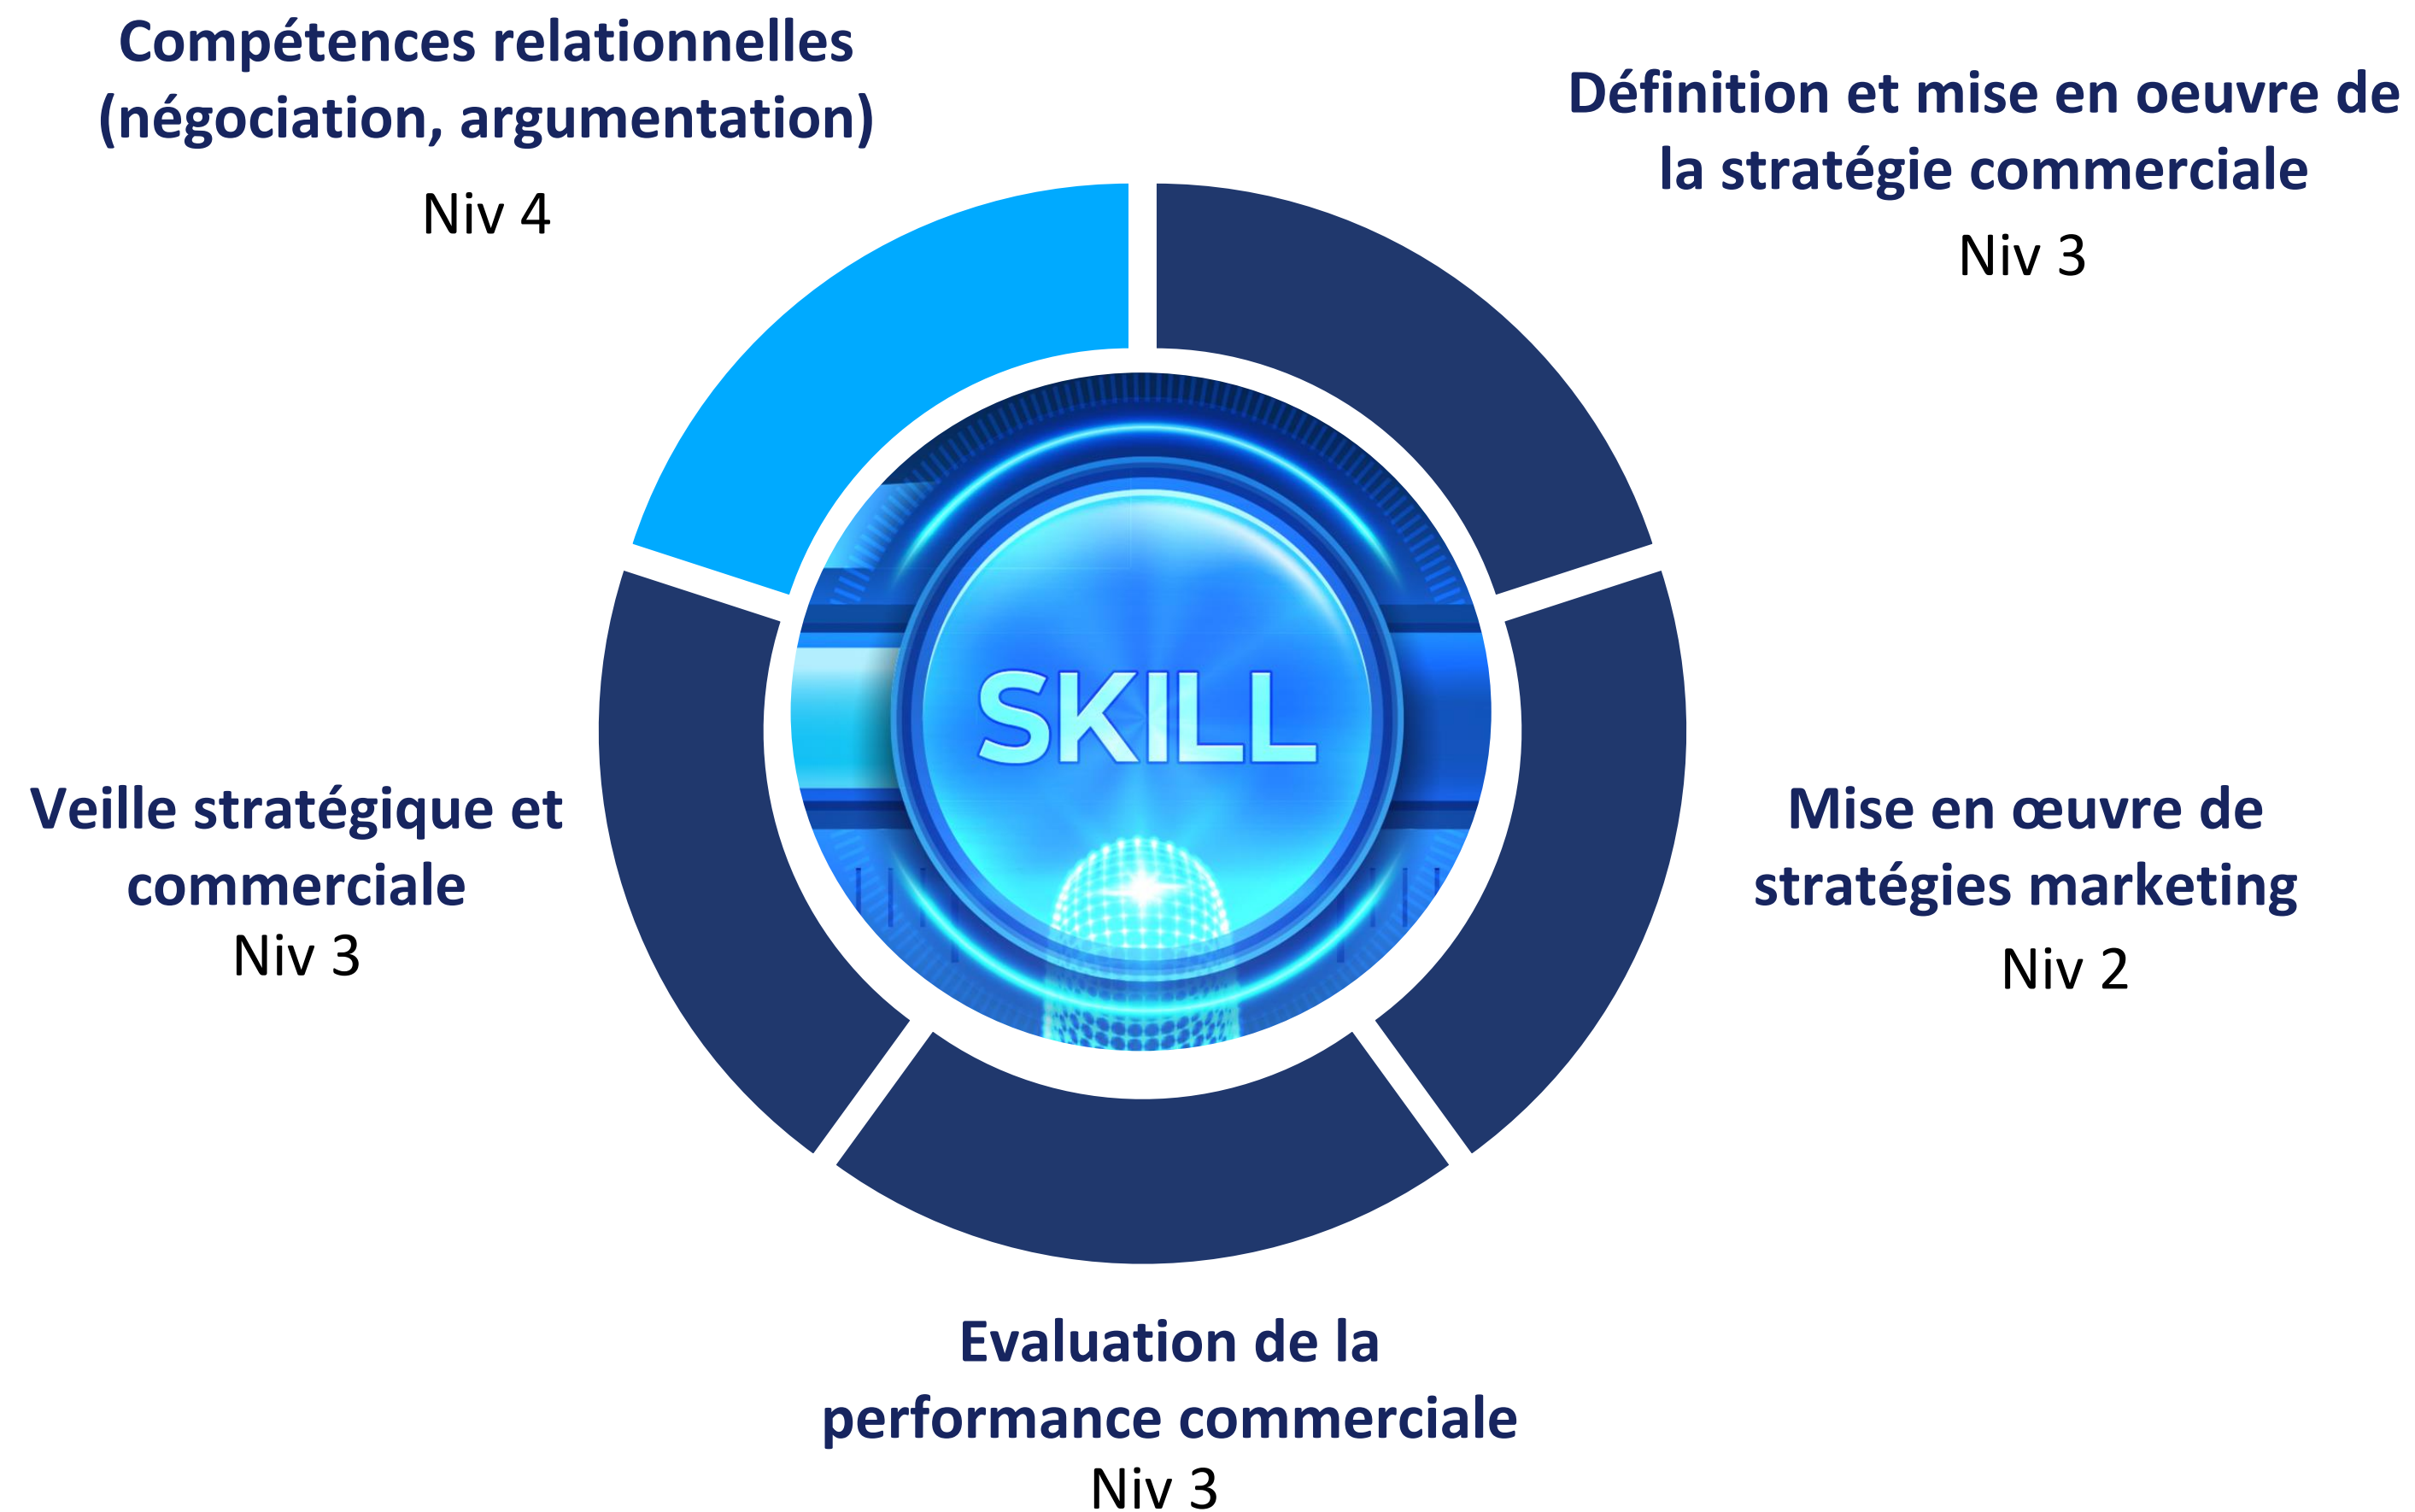 Compétences relationnelles
(négociation, argumentation)
Niv 4
Définition et mise en oeuvre de
la stratégie commerciale
Niv 3
SKILL
Veille stratégique et
commerciale
Niv 3
Mise en œuvre de
stratégies marketing
Niv 2
Evaluation de la
performance commerciale
Niv 3